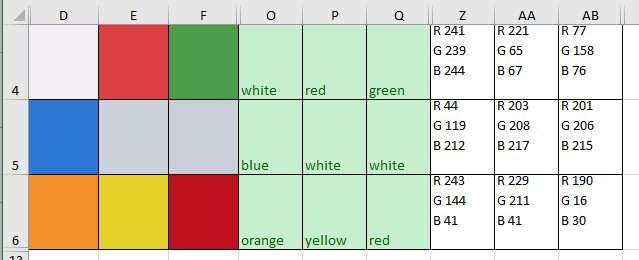 D E F O P Q Z AA AB
R 241 R 221 R 77
G 239 G 65 G 158
B 244 B 67 B 76
4 white red green
R 44 R 203 R 201
G 119 G 208 G 206
B 212 B 217 B 215
5 blue white white
R 243 R 229 R 190
G 144 G 211 G 16
B 41 B 41 B 30
6 orange yellow red